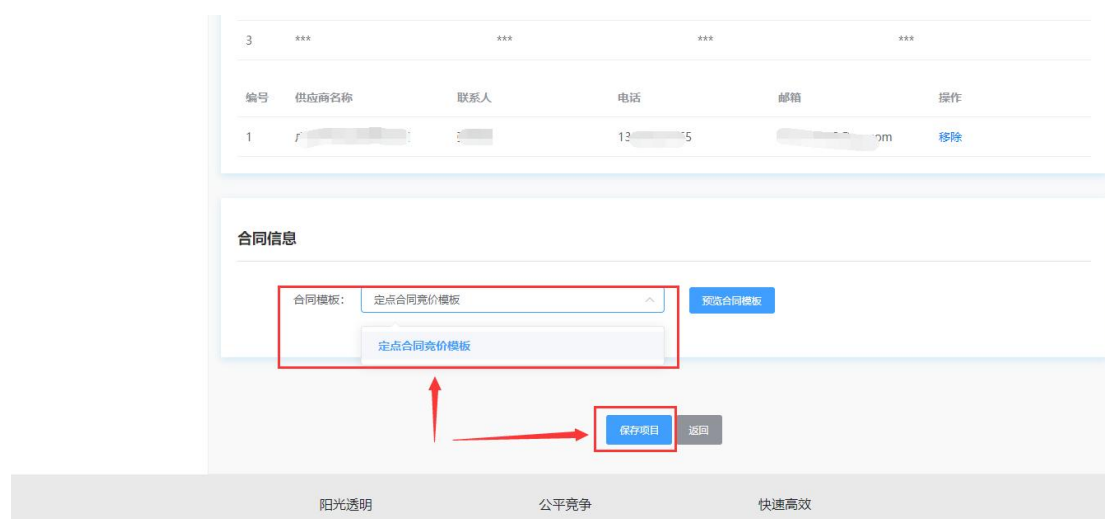 3 *** *** *** ***
编号 供应商名称 联系人 电话 邮箱 操作
1 13 5 om 移除
合同信息
合同模板： 定点合同竞价模板 预览合同模板
定点合同竞价模板
保存项目 返回
阳光透明 公平竞争 快速高效